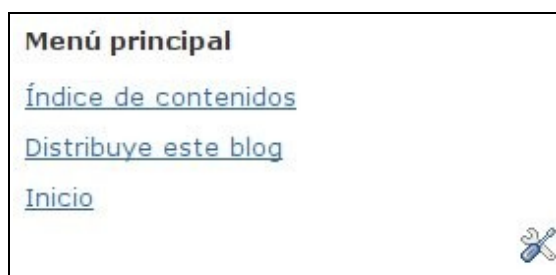 Menú principal
Índice de contenidos
Distribuye este blog
Inicio